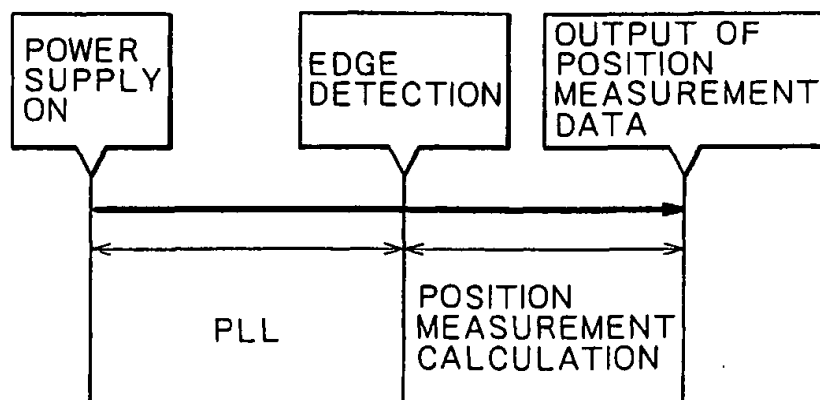 POWER
SUPPLY
ON
EDGE
DETECTION
OUTPUT OF
POSITION
MEASUREMENT
DATA
PLL
POSITION
MEASUREMENT
CALCULATION